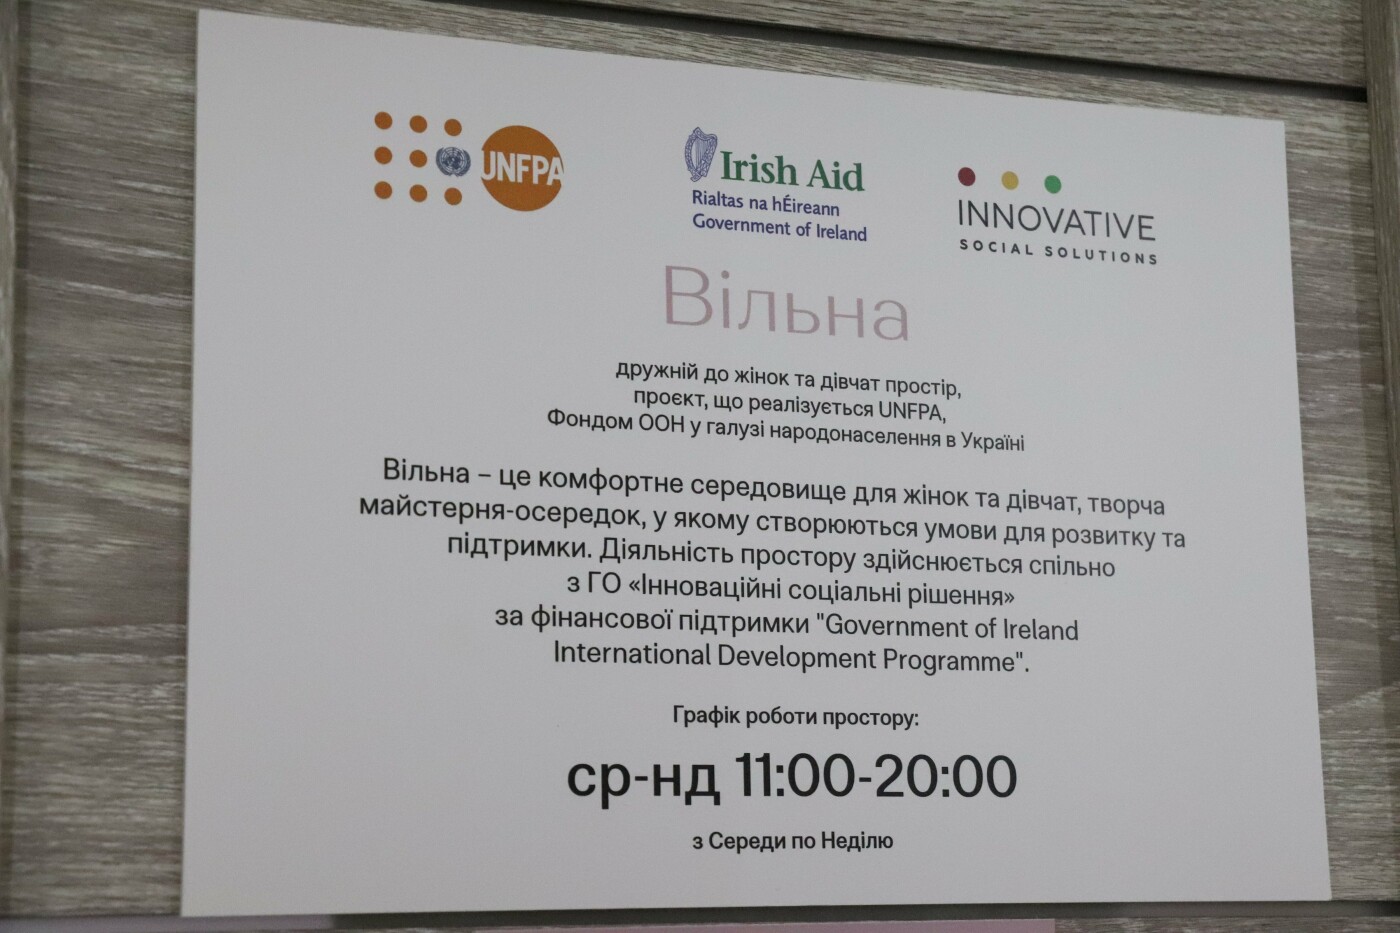 UNFPA
Irish Aid
Rialtas na hÉireann
Government of Ireland
INNOVATIVE
SOCIAL SOLUTIONS
Вільна
дружній до жінок та дівчат простір,
проєкт, що реалізується UNFPA,
Фондом ООН у галузі народонаселення в Україні
Вільна – це комфортне середовище для жінок та дівчат, творча
майстерня-осередок, у якому створюються умови для розвитку та
підтримки. Діяльність простору здійснюється спільно
з ГО «Інноваційні соціальні рішення»
за фінансової підтримки "Government of Ireland
International Development Programme".
Графік роботи простору:
ср-нд 11:00-20:00
з Середи по Неділю